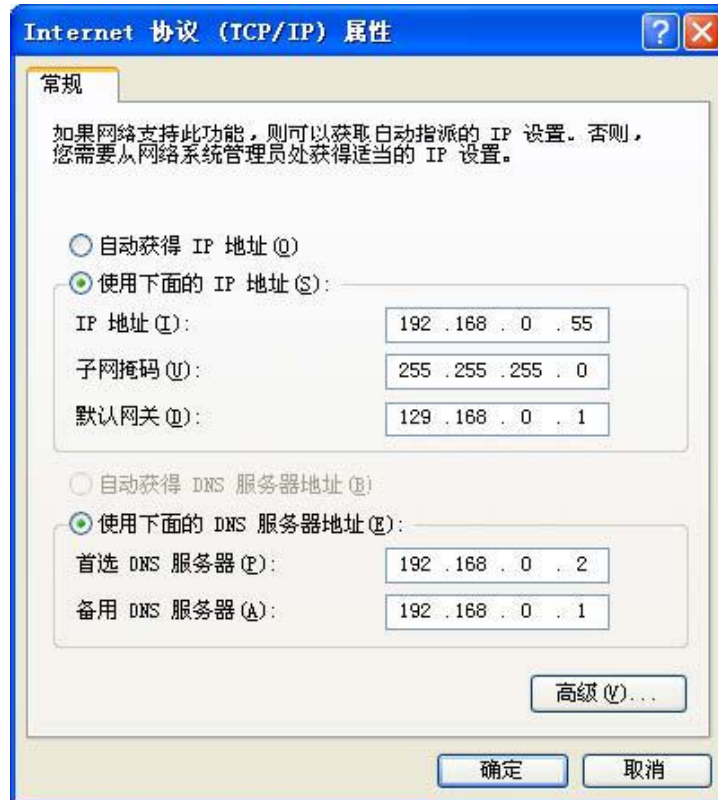 Internet 协议 (TCP/IP) 属性
常规
如果网络支持此功能，则可以获取自动指派的 IP 设置。否则，
您需要从网络系统管理员处获得适当的 IP 设置。
自动获得 IP 地址(O)
使用下面的 IP 地址(S):
IP 地址(I): 192 .168 . 0 . 55
子网掩码(U): 255 .255 .255 . 0
默认网关(D): 129 .168 . 0 . 1
自动获得 DNS 服务器地址(B)
使用下面的 DNS 服务器地址(E):
首选 DNS 服务器(P): 192 .168 . 0 . 2
备用 DNS 服务器(A): 192 .168 . 0 . 1
高级(V)...
确定 取消